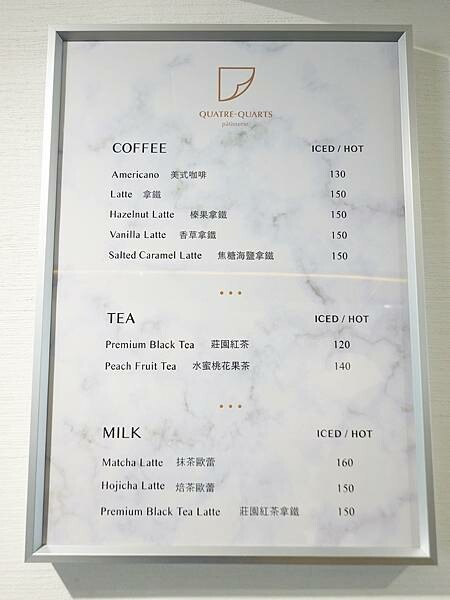 QUATRE-QUARTS
pâtisserie
COFFEE ICED / HOT
Americano 美式咖啡 130
Latte 拿鐵 150
Hazelnut Latte 榛果拿鐵 150
Vanilla Latte 香草拿鐵 150
Salted Caramel Latte 焦糖海鹽拿鐵 150
TEA ICED / HOT
Premium Black Tea 莊園紅茶 120
Peach Fruit Tea 水蜜桃花果茶 140
MILK ICED / HOT
Matcha Latte 抹茶歐蕾 160
Hojicha Latte 焙茶歐蕾 150
Premium Black Tea Latte 莊園紅茶拿鐵 150